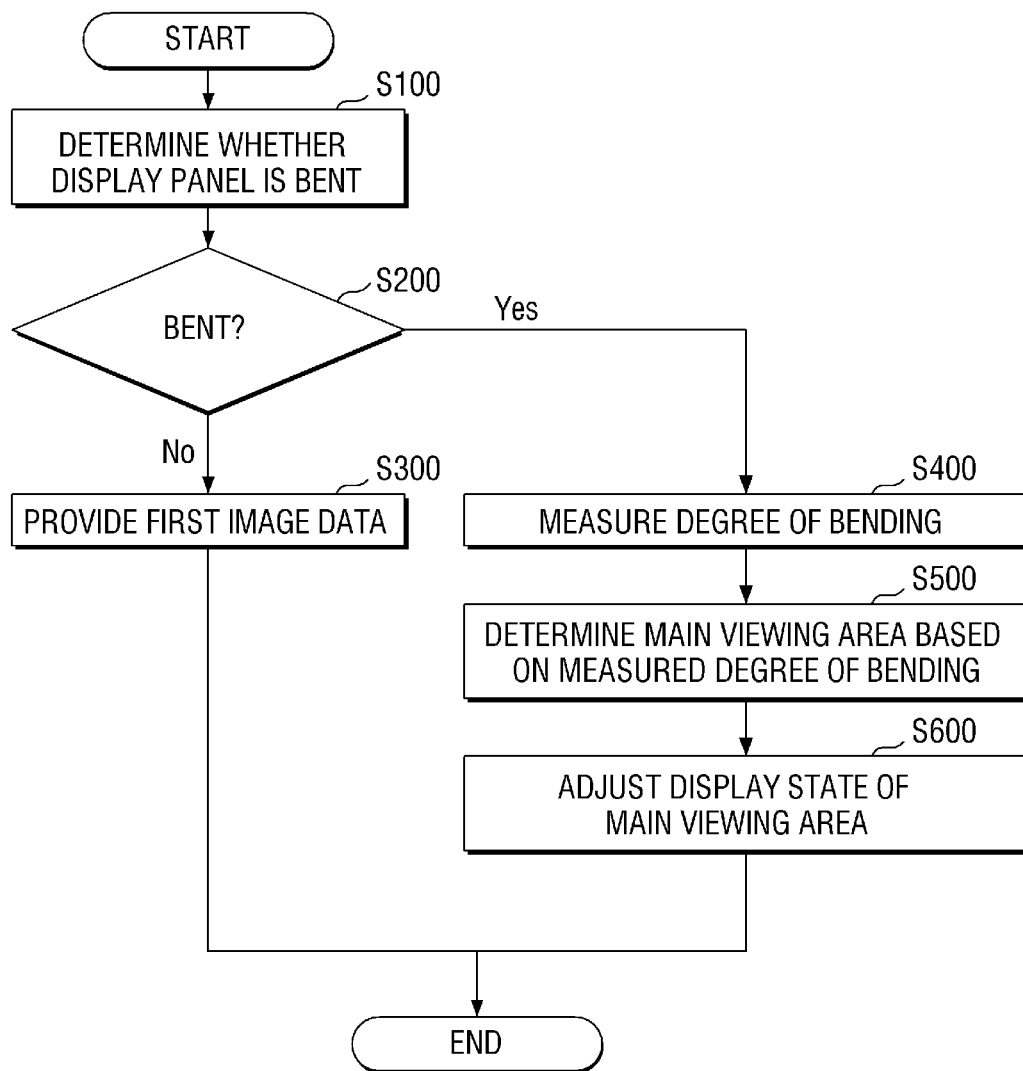 START
S100
DETERMINE WHETHER
DISPLAY PANEL IS BENT
S200
BENT?
Yes
No
S300
PROVIDE FIRST IMAGE DATA
S400
MEASURE DEGREE OF BENDING
S500
DETERMINE MAIN VIEWING AREA BASED
ON MEASURED DEGREE OF BENDING
S600
ADJUST DISPLAY STATE OF
MAIN VIEWING AREA
END